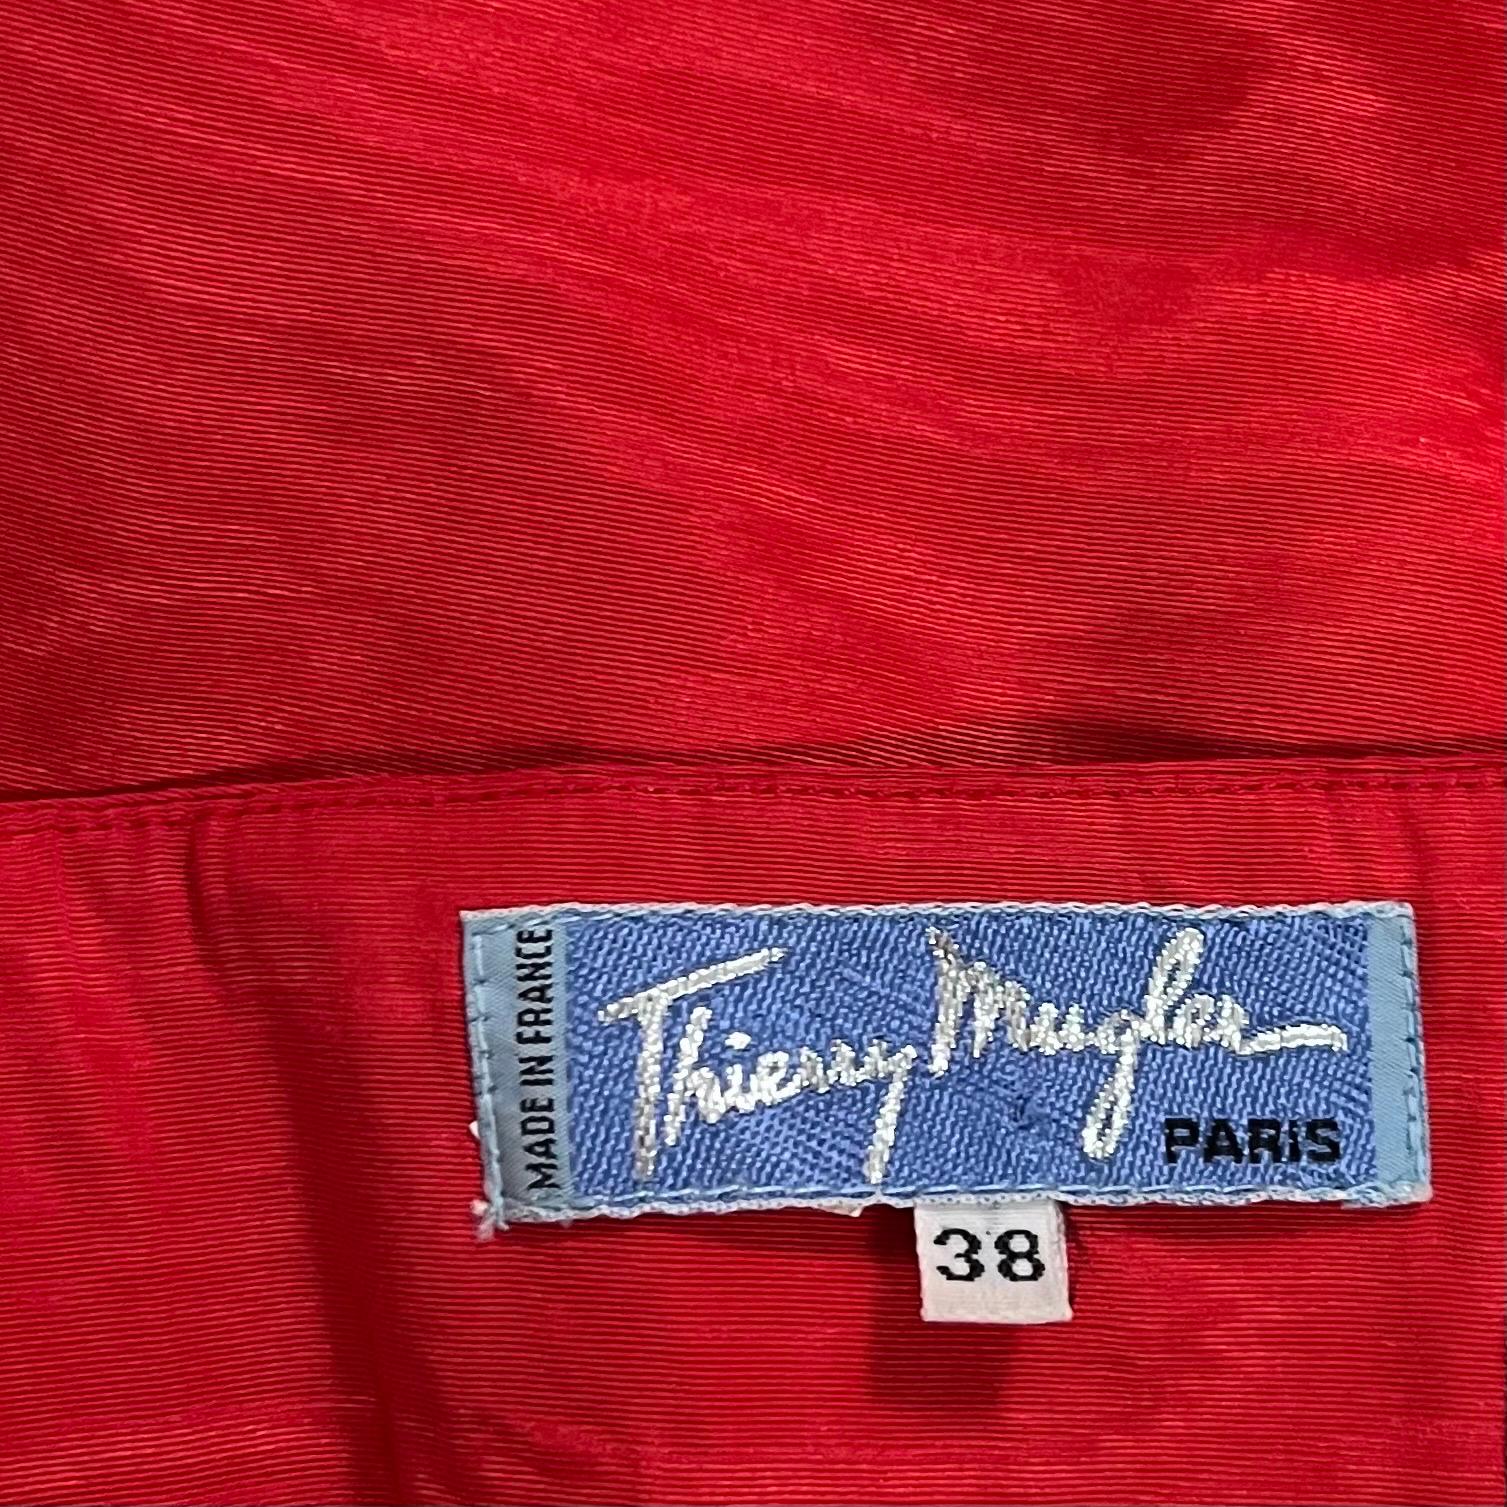 MADE IN FRANCE
Thierry Mugler
PARIS
38